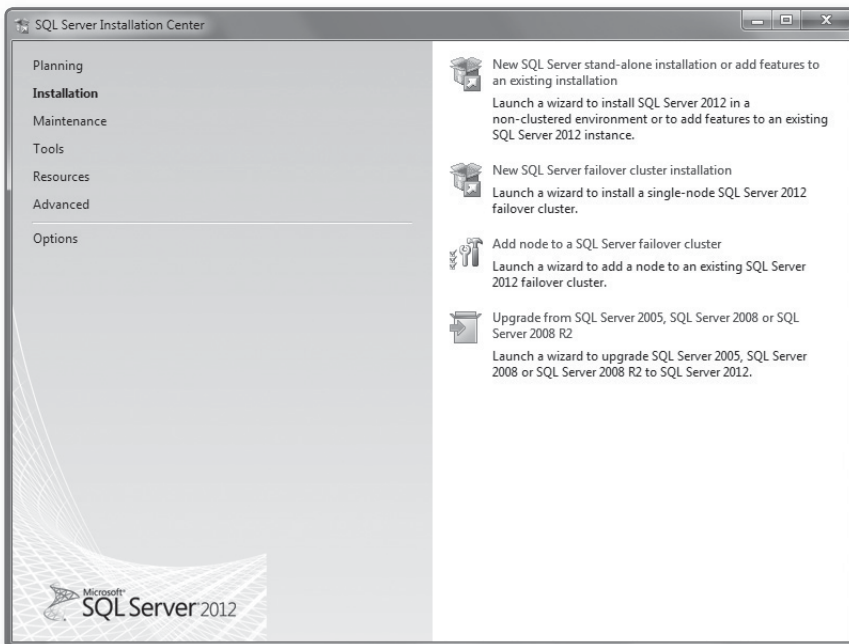 SQL Server Installation Center
Planning
Installation
Maintenance
Tools
Resources
Advanced
Options
New SQL Server stand-alone installation or add features to
an existing installation
Launch a wizard to install SQL Server 2012 in a
non-clustered environment or to add features to an existing
SQL Server 2012 instance.
New SQL Server failover cluster installation
Launch a wizard to install a single-node SQL Server 2012
failover cluster.
Add node to a SQL Server failover cluster
Launch a wizard to add a node to an existing SQL Server
2012 failover cluster.
Upgrade from SQL Server 2005, SQL Server 2008 or SQL
Server 2008 R2
Launch a wizard to upgrade SQL Server 2005, SQL Server
2008 or SQL Server 2008 R2 to SQL Server 2012.
Microsoft®
SQL Server 2012